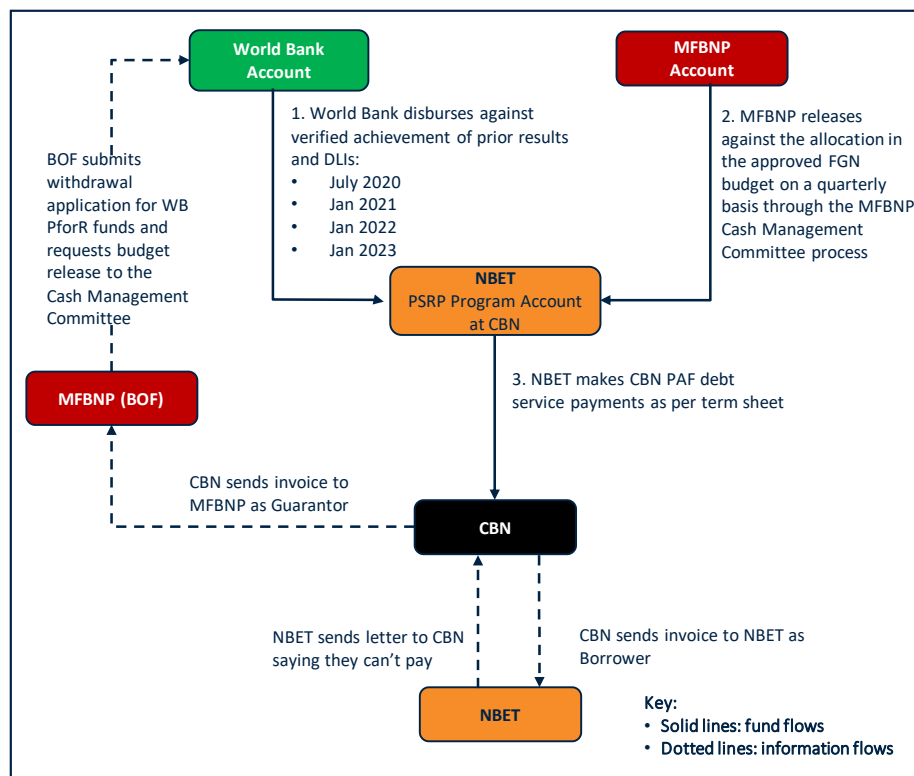 World Bank
Account
MFBNP
Account
1. World Bank disburses against
verified achievement of prior results
and DLIs:
• July 2020
• Jan 2021
• Jan 2022
• Jan 2023
2. MFBNP releases
against the allocation in
the approved FGN
budget on a quarterly
basis through the MFBNP
Cash Management
Committee process
BOF submits
withdrawal
application for WB
PforR funds and
requests budget
release to the
Cash Management
Committee
NBET
PSRP Program Account
at CBN
MFBNP (BOF)
3. NBET makes CBN PAF debt
service payments as per term sheet
CBN sends invoice to
MFBNP as Guarantor
CBN
NBET sends letter to CBN
saying they can't pay
CBN sends invoice to NBET as
Borrower
NBET
Key:
• Solid lines: fund flows
• Dotted lines: information flows